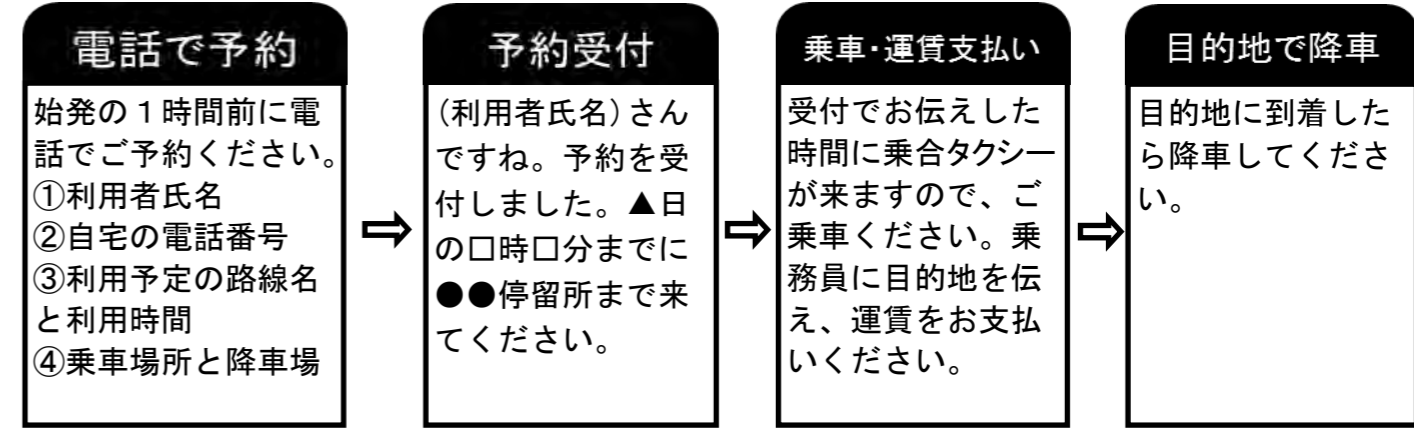 電話で予約
始発の１時間前に電
話でご予約ください。
①利用者氏名
②自宅の電話番号
③利用予定の路線名
と利用時間
④乗車場所と降車場
予約受付
(利用者氏名)さん
ですね。予約を受
付しました。▲日
の□時□分までに
●●停留所まで来
てください。
乗車・運賃支払い
受付でお伝えした
時間に乗合タクシー
が来ますので、ご
乗車ください。乗
務員に目的地を伝
え、運賃をお支払
いください。
目的地で降車
目的地に到着した
ら降車してくださ
い。